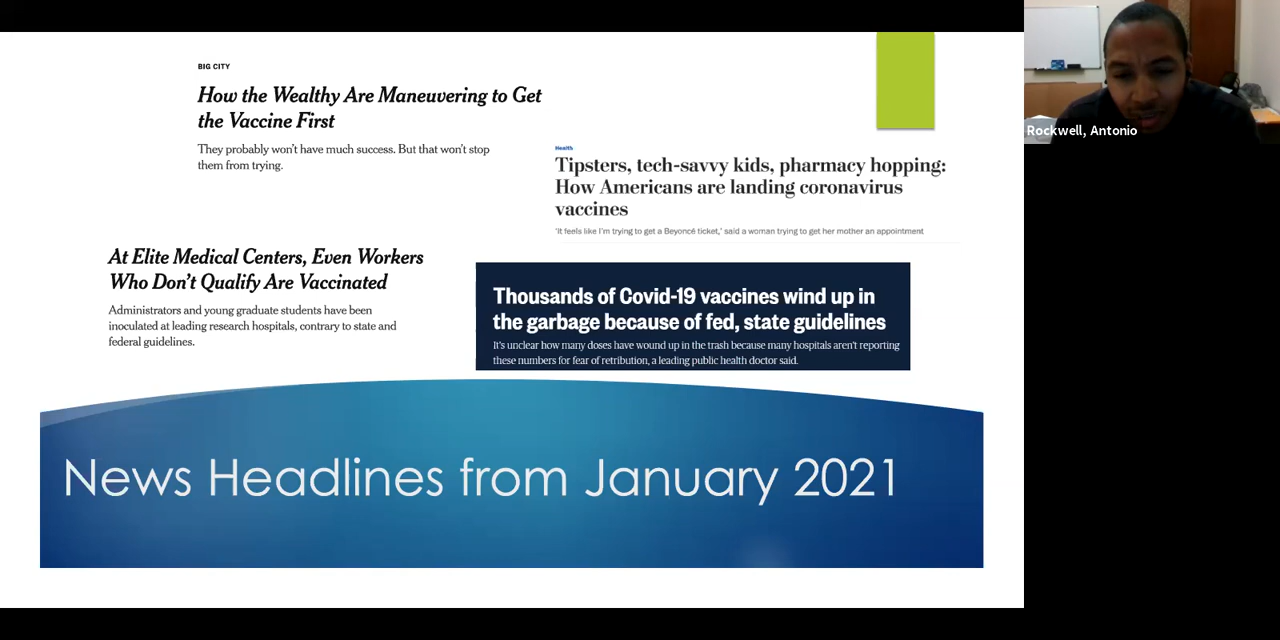 BIG CITY
How the Wealthy Are Maneuvering to Get
the Vaccine First
They probably won't have much success. But that won't stop
them from trying.
Health
Tipsters, tech-savvy kids, pharmacy hopping:
How Americans are landing coronavirus
vaccines
'It feels like I'm trying to get a Beyoncé ticket,' said a woman trying to get her mother an appointment
At Elite Medical Centers, Even Workers
Who Don't Qualify Are Vaccinated
Administrators and young graduate students have been
inoculated at leading research hospitals, contrary to state and
federal guidelines.
Thousands of Covid-19 vaccines wind up in
the garbage because of fed, state guidelines
It's unclear how many doses have wound up in the trash because many hospitals aren't reporting
these numbers for fear of retribution, a leading public health doctor said.
News Headlines from January 2021
Rockwell, Antonio